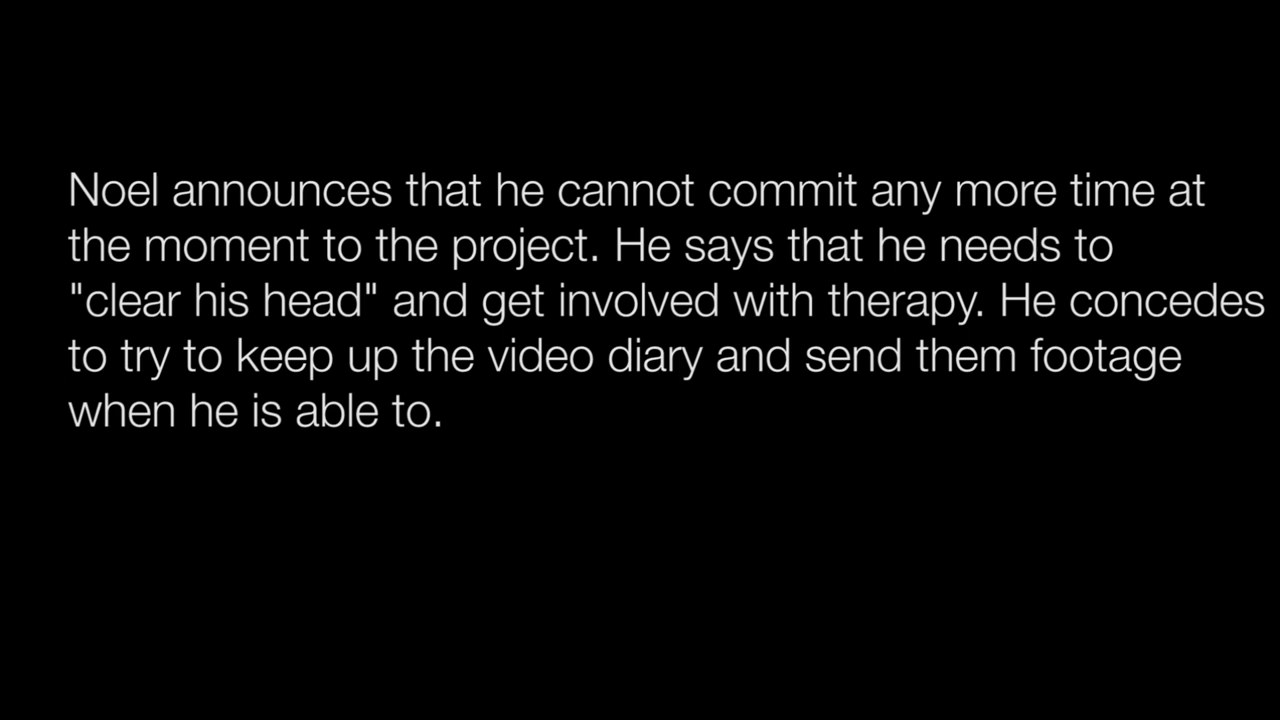 Noel announces that he cannot commit any more time at
the moment to the project. He says that he needs to
"clear his head" and get involved with therapy. He concedes
to try to keep up the video diary and send them footage
when he is able to.